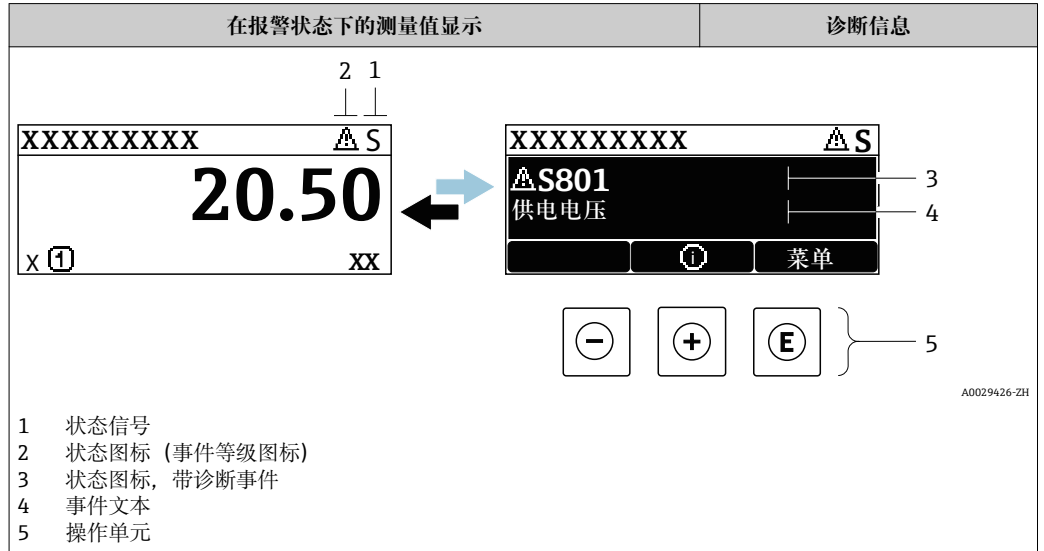 在报警状态下的测量值显示
诊断信息
2 1
XXXXXXXXX ⚠ S
20.50
X 1 XX
XXXXXXXXX ⚠ S
⚠S801
供电电压
i 菜单
3
4
- + E
5
A0029426-ZH
1 状态信号
2 状态图标 (事件等级图标)
3 状态图标, 带诊断事件
4 事件文本
5 操作单元